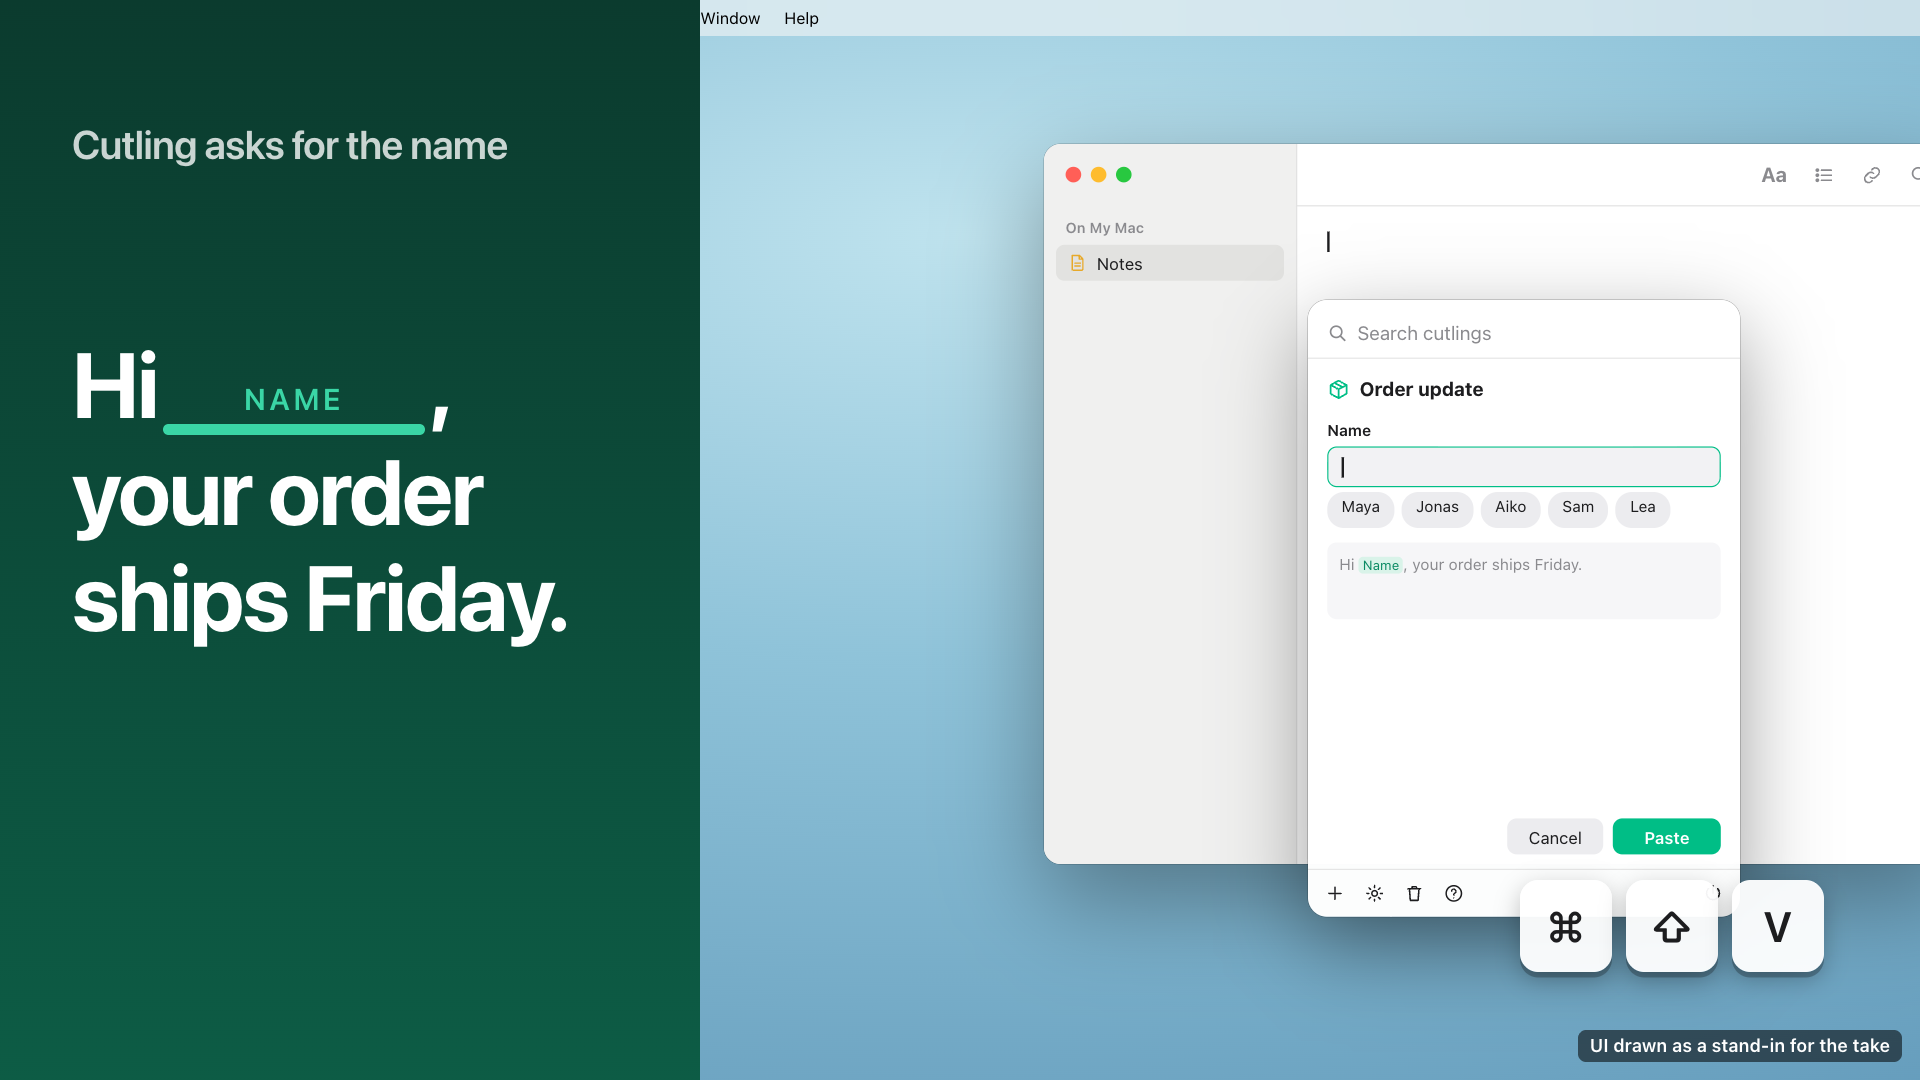 Window Help
Cutling asks for the name
Hi NAME,
your order
ships Friday.
Aa
On My Mac
Notes
Search cutlings
Order update
Name
Maya Jonas Aiko Sam Lea
Hi Name, your order ships Friday.
Cancel Paste
⌘ ⇧ V
UI drawn as a stand-in for the take